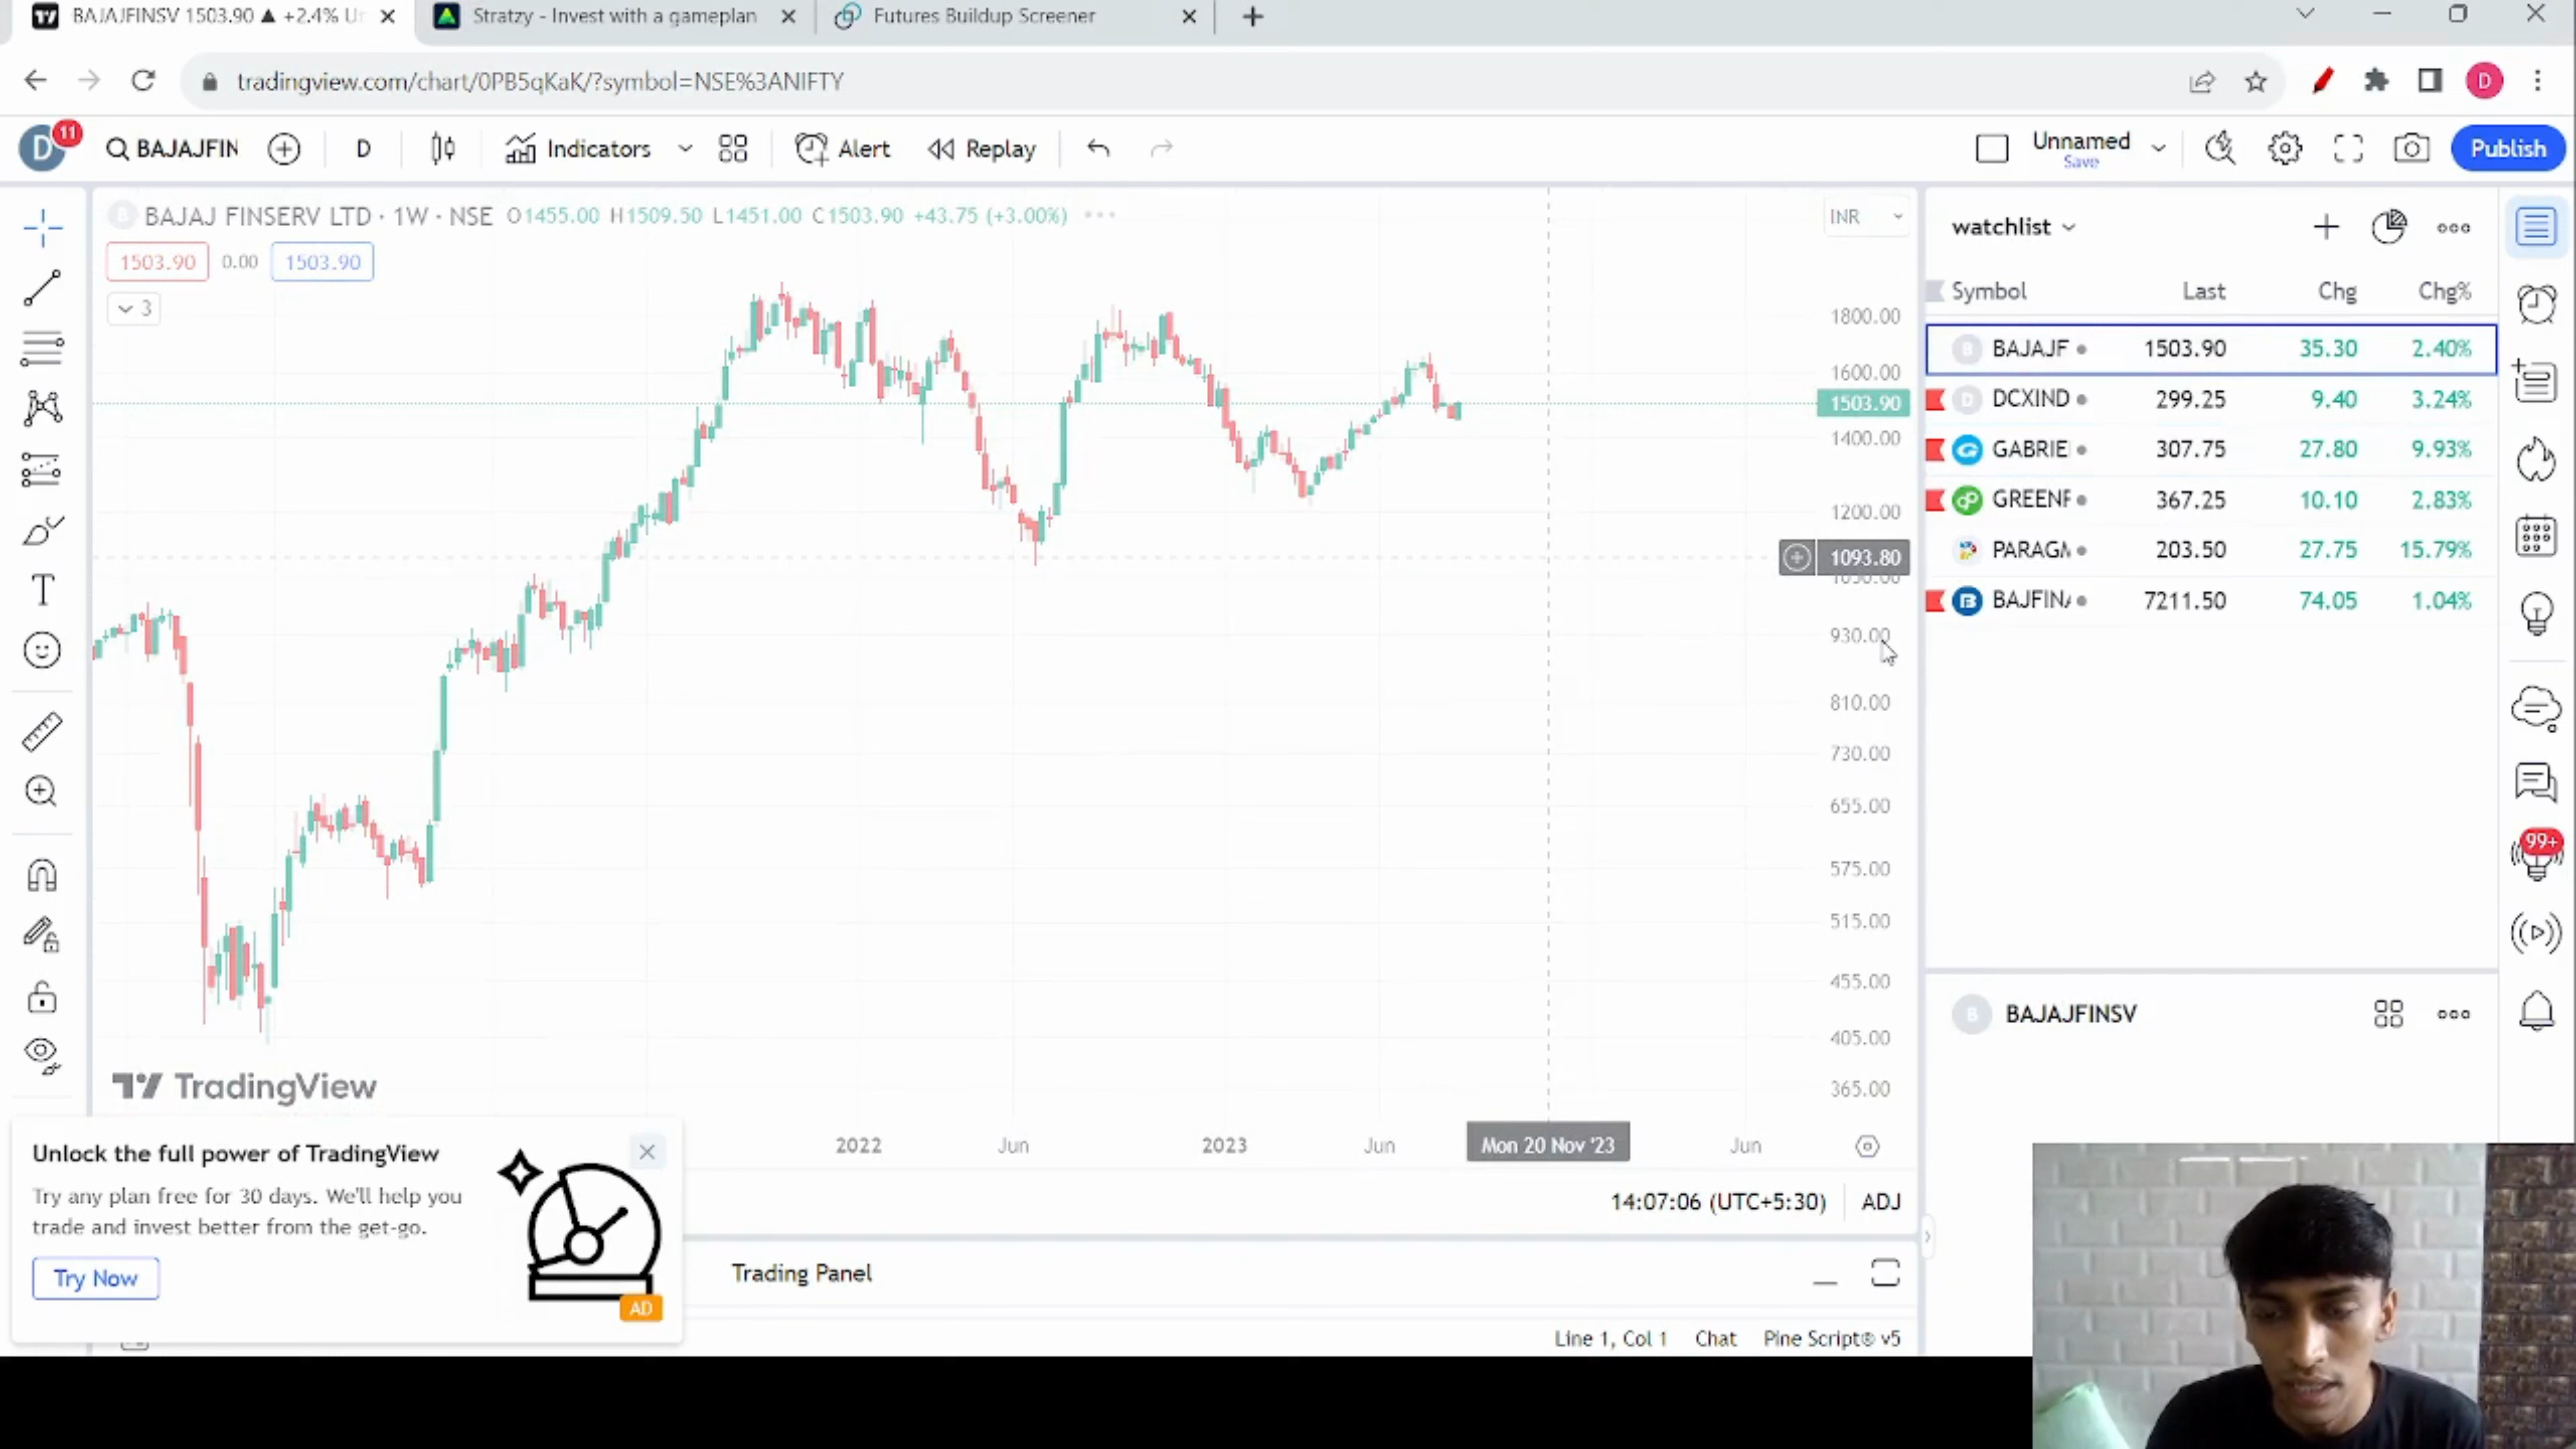 BAJAJFINSV 1503.90 ▲ +2.4% U
Stratzy - Invest with a gameplan
Futures Buildup Screener
tradingview.com/chart/0PB5qKaK/?symbol=NSE%3ANIFTY
D
D 11
BAJAJFIN
D
Indicators
Alert
Replay
Unnamed
Save
Publish
B BAJAJ FINSERV LTD · 1W · NSE O1455.00 H1509.50 L1451.00 C1503.90 +43.75 (+3.00%)
INR
1503.90 0.00 1503.90
3
1800.00
1600.00
1503.90
1400.00
1200.00
1093.80
930.00
810.00
730.00
655.00
575.00
515.00
455.00
405.00
365.00
TradingView
2022 Jun 2023 Jun Mon 20 Nov '23 Jun
14:07:06 (UTC+5:30) ADJ
Trading Panel
Line 1, Col 1 Chat Pine Script® v5
Unlock the full power of TradingView
Try any plan free for 30 days. We'll help you
trade and invest better from the get-go.
Try Now
AD
watchlist
Symbol Last Chg Chg%
B BAJAJF 1503.90 35.30 2.40%
D DCXIND 299.25 9.40 3.24%
GABRIE 307.75 27.80 9.93%
GREENF 367.25 10.10 2.83%
PARAGM 203.50 27.75 15.79%
B BAJFINA 7211.50 74.05 1.04%
B BAJAJFINSV
99+